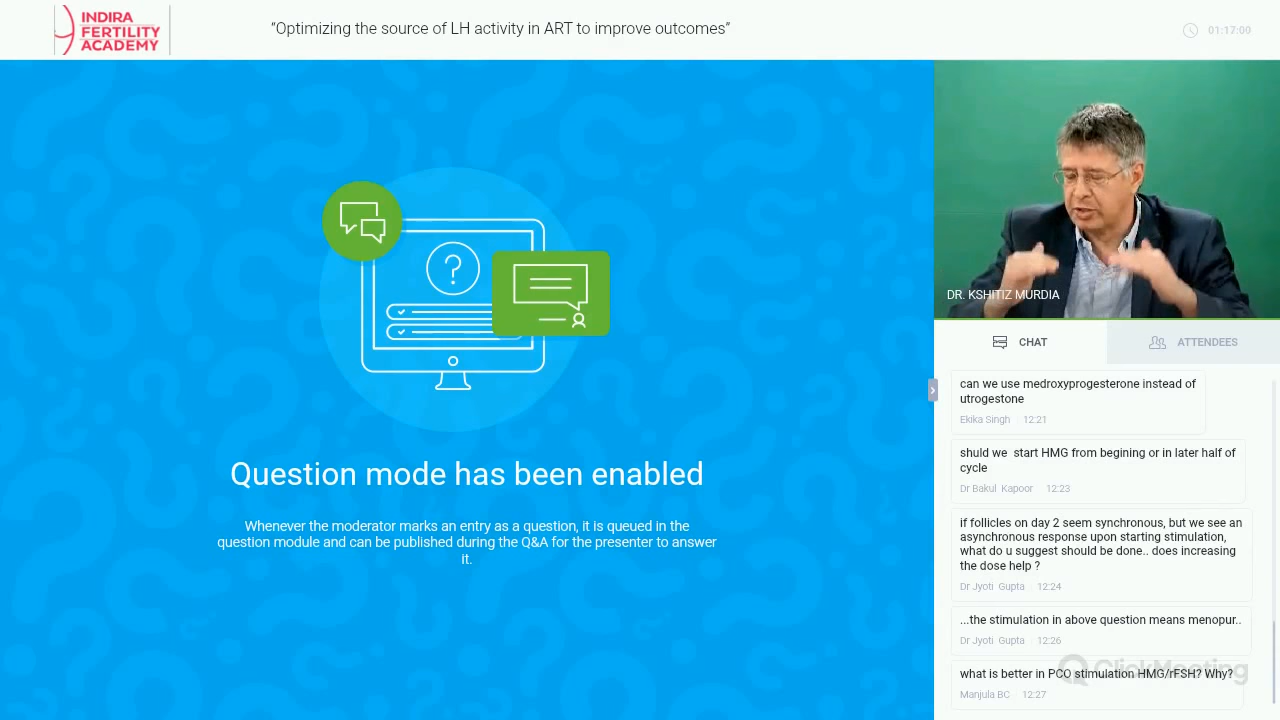 INDIRA
FERTILITY
ACADEMY
“Optimizing the source of LH activity in ART to improve outcomes”
01:17:00
Question mode has been enabled
Whenever the moderator marks an entry as a question, it is queued in the
question module and can be published during the Q&A for the presenter to answer
it.
DR. KSHITIZ MURDIA
CHAT
ATTENDEES
can we use medroxyprogesterone instead of
utrogestone
Ekika Singh 12:21
should we start HMG from begining or in later half of
cycle
Dr Bakul Kapoor 12:23
if follicles on day 2 seem synchronous, but we see an
asynchronous response upon starting stimulation,
what do u suggest should be done.. does increasing
the dose help ?
Dr Jyoti Gupta 12:24
...the stimulation in above question means menopur..
Dr Jyoti Gupta 12:26
what is better in PCO stimulation HMG/rFSH? Why?
Manjula BC 12:27
ClickMeeting